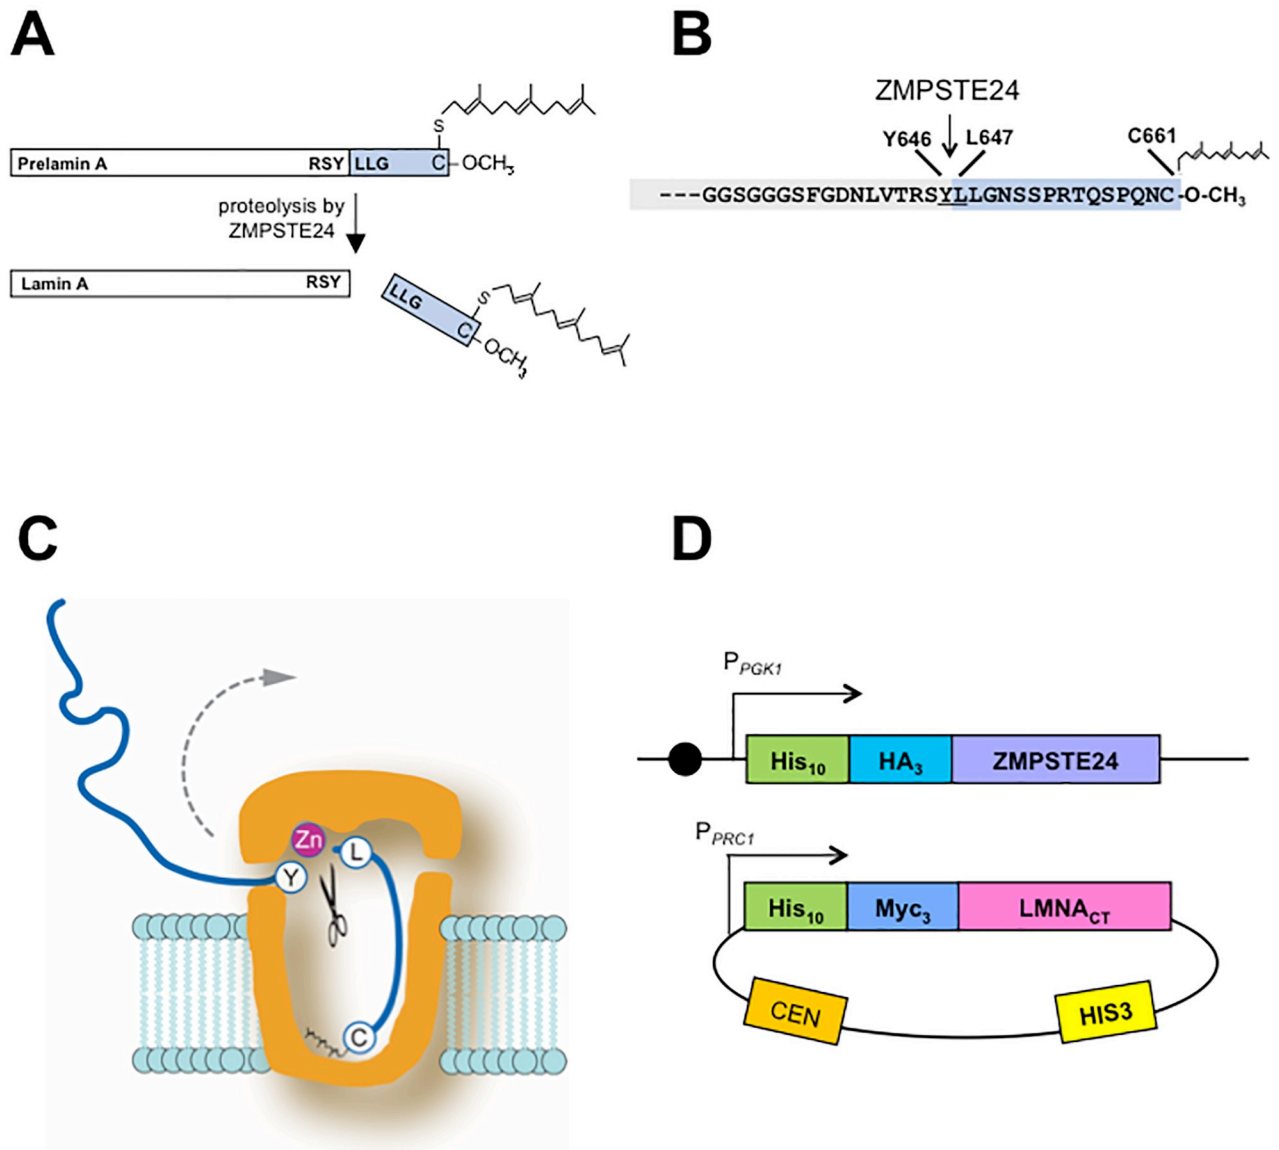 A
S
Prelamin A RSY LLG C OCH3
proteolysis by
ZMPSTE24
Lamin A RSY
LLG C S OCH3
B
ZMPSTE24
Y646 L647 C661
---GGSGGGSFGDNLVTRSYLLGNSSPRTQSPQNC-O-CH3
C
Zn L
Y
C
D
PPGK1
His10 HA3 ZMPSTE24
PPRC1
His10 Myc3 LMNACT
CEN HIS3